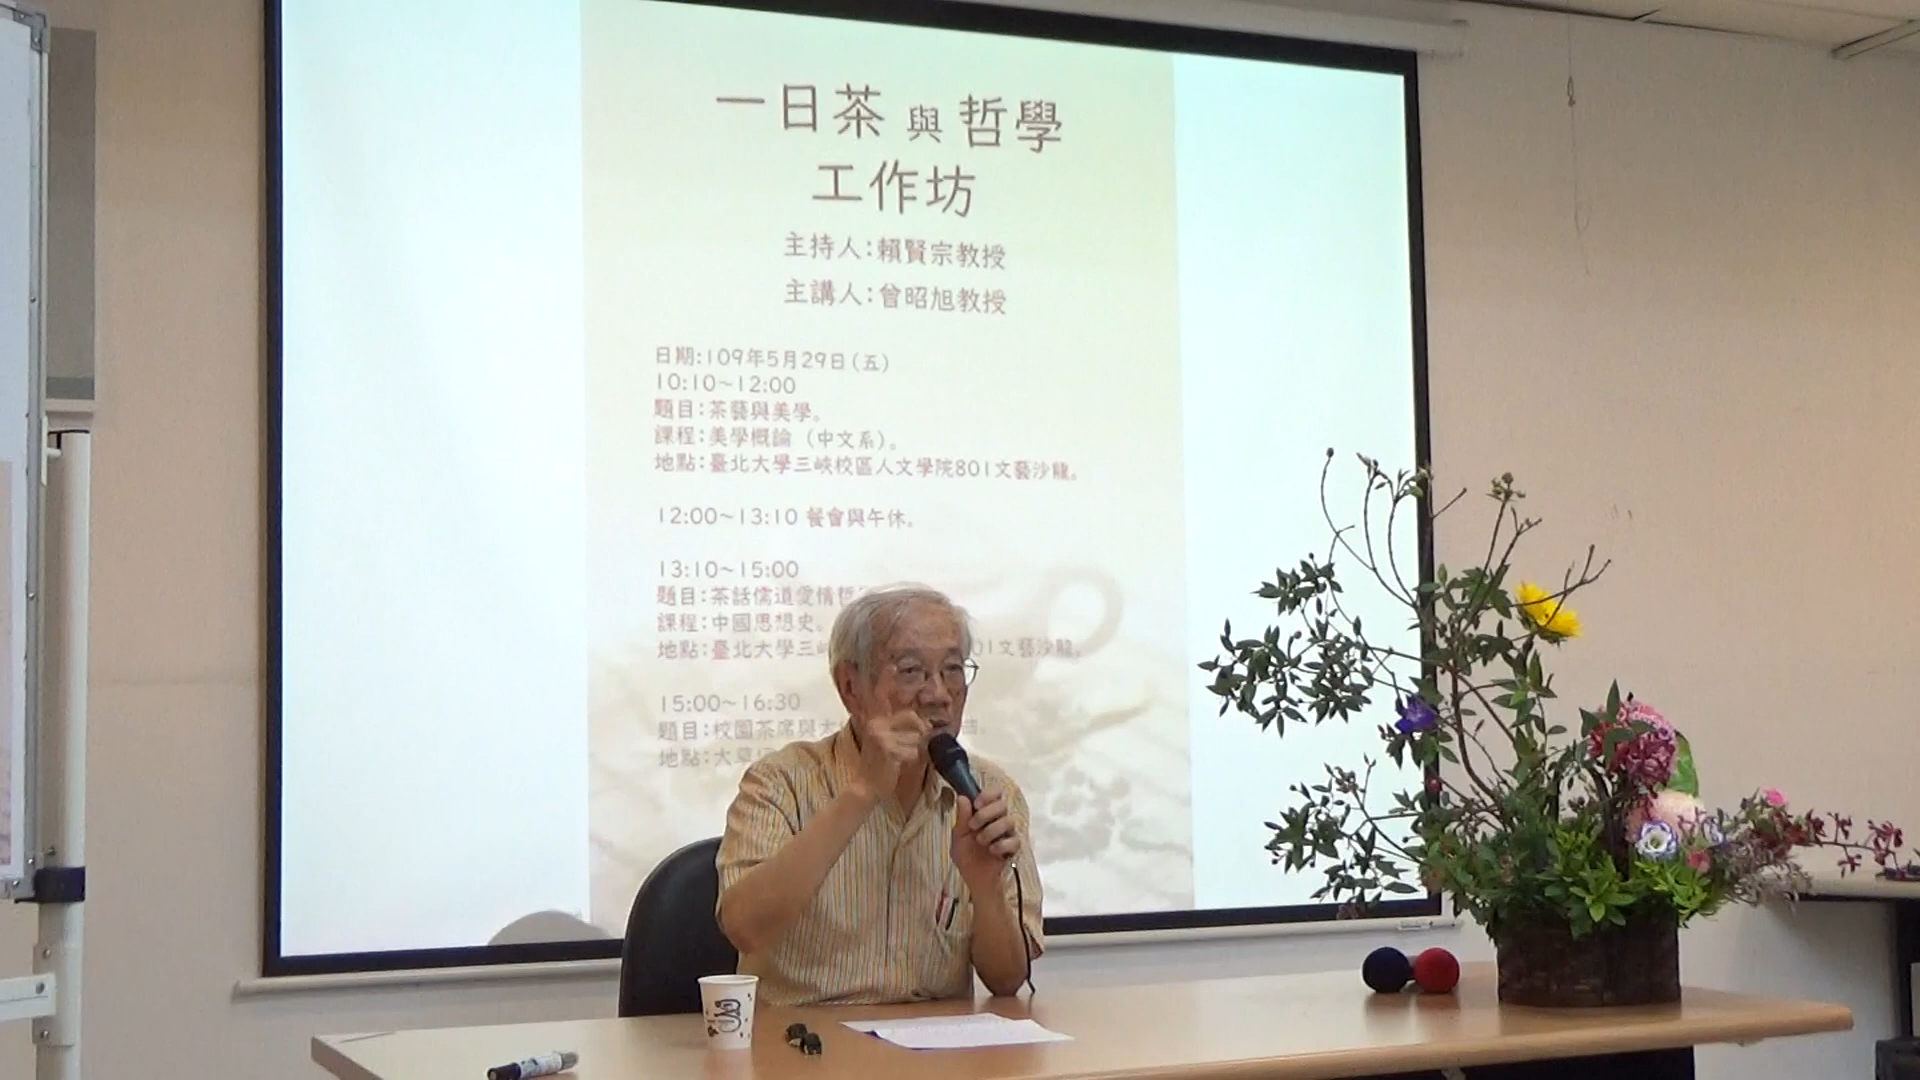 一日茶與哲學
工作坊
主持人:賴賢宗教授
主講人:曾昭旭教授
日期:109年5月29日(五)
10:10~12:00
題目:茶藝與美學。
課程:美學概論(中文系)。
地點:臺北大學三峽校區人文學院801文藝沙龍。
12:00~13:10 餐會與午休。
13:10~15:00
題目:茶話儒道愛情哲
課程:中國思想史。
地點:臺北大學三 801文藝沙龍。
15:00~16:30
題目:校園茶席與
地點:大草